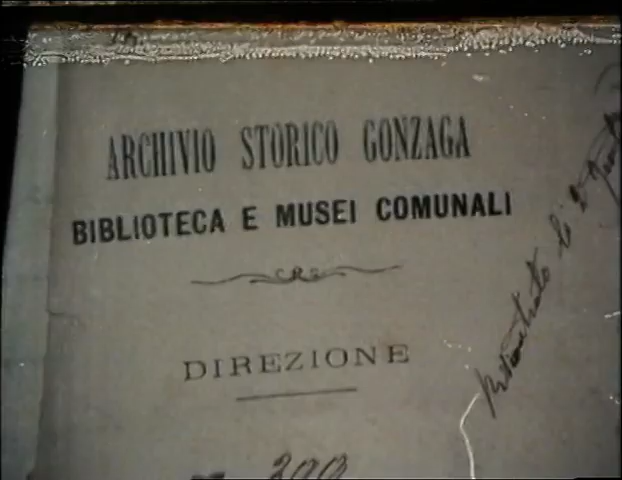 ARCHIVIO STORICO GONZAGA
BIBLIOTECA E MUSEI COMUNALI
DIREZIONE